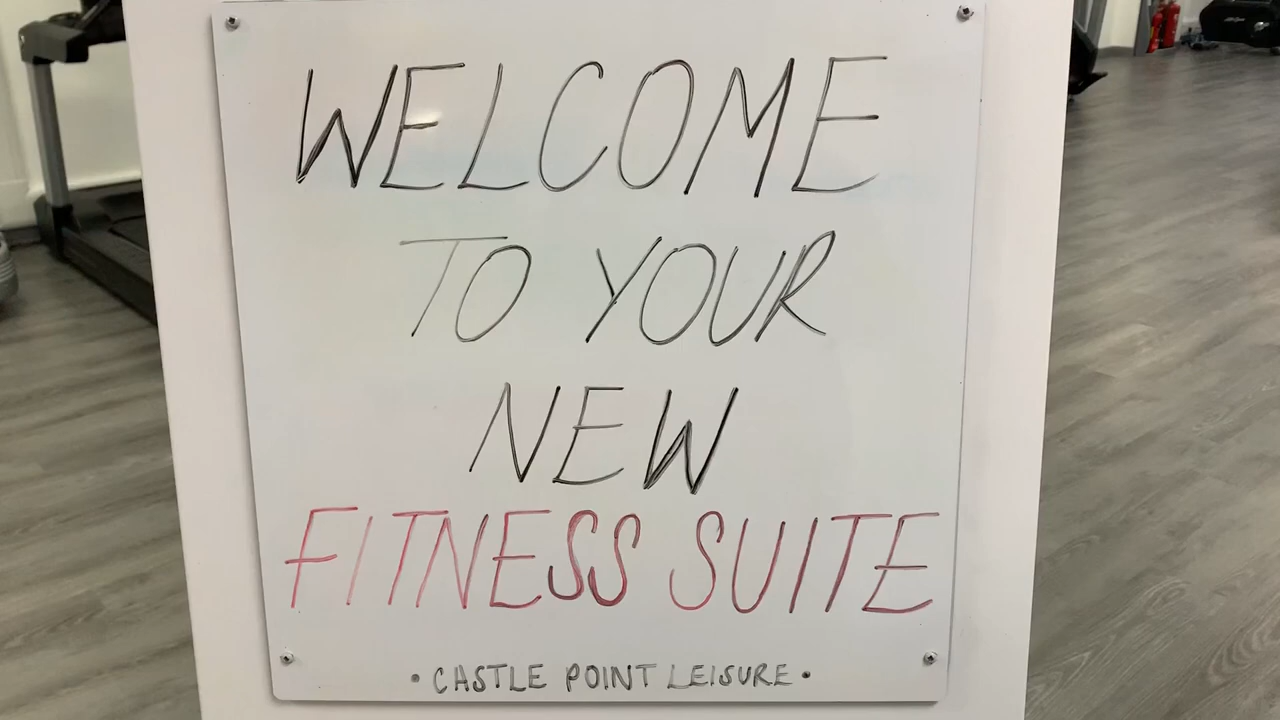 WELCOME
TO YOUR
NEW
FITNESS SUITE
• CASTLE POINT LEISURE •